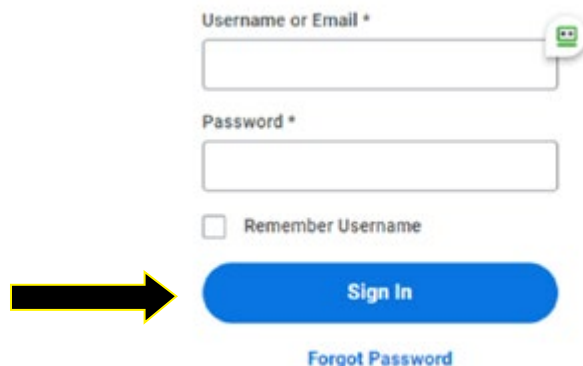 Username or Email *
Password *
Remember Username
Sign In
Forgot Password